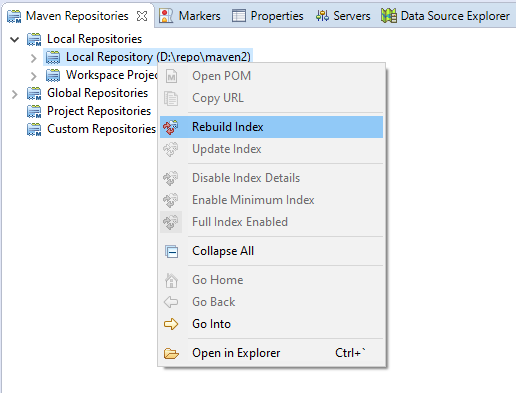 Maven Repositories Markers Properties Servers Data Source Explorer
Local Repositories
Local Repository (D:\repo\maven2)
Workspace Projec
Global Repositories
Project Repositories
Custom Repositories
Open POM
Copy URL
Rebuild Index
Update Index
Disable Index Details
Enable Minimum Index
Full Index Enabled
Collapse All
Go Home
Go Back
Go Into
Open in Explorer Ctrl+`